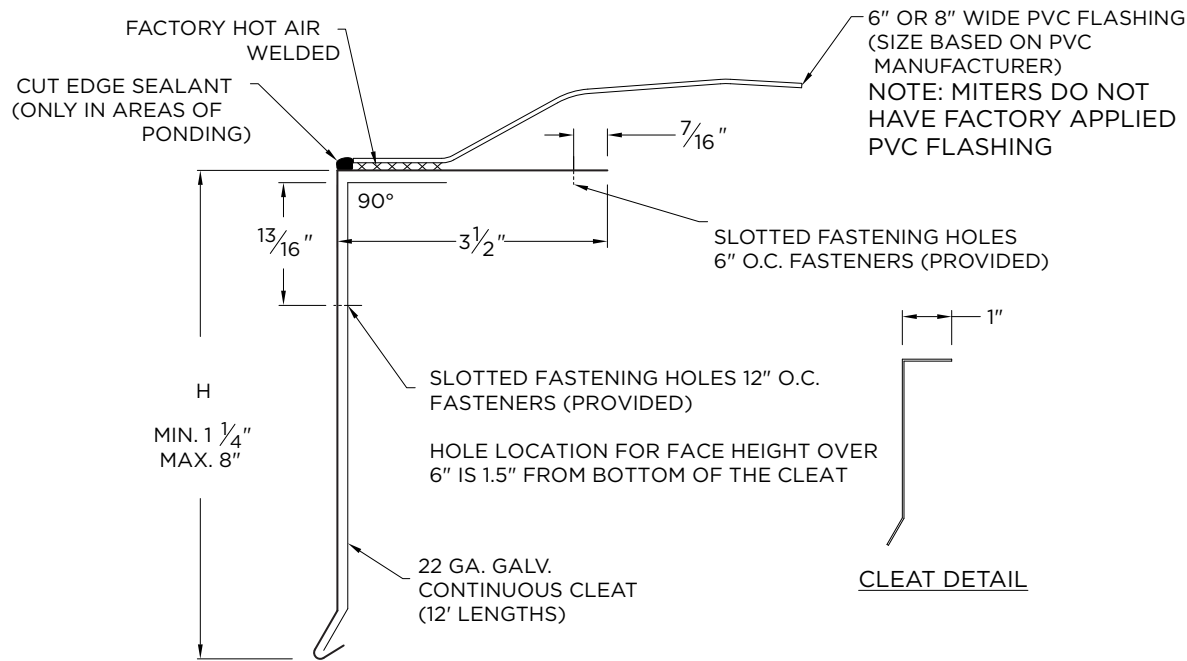 FACTORY HOT AIR
WELDED
CUT EDGE SEALANT
(ONLY IN AREAS OF
PONDING)
6" OR 8" WIDE PVC FLASHING
(SIZE BASED ON PVC
MANUFACTURER)
NOTE: MITERS DO NOT
HAVE FACTORY APPLIED
PVC FLASHING
7/16"
90°
13/16"
3 1/2"
SLOTTED FASTENING HOLES
6" O.C. FASTENERS (PROVIDED)
1"
H
MIN. 1 1/4"
MAX. 8"
SLOTTED FASTENING HOLES 12" O.C.
FASTENERS (PROVIDED)
HOLE LOCATION FOR FACE HEIGHT OVER
6" IS 1.5" FROM BOTTOM OF THE CLEAT
22 GA. GALV.
CONTINUOUS CLEAT
(12' LENGTHS)
CLEAT DETAIL